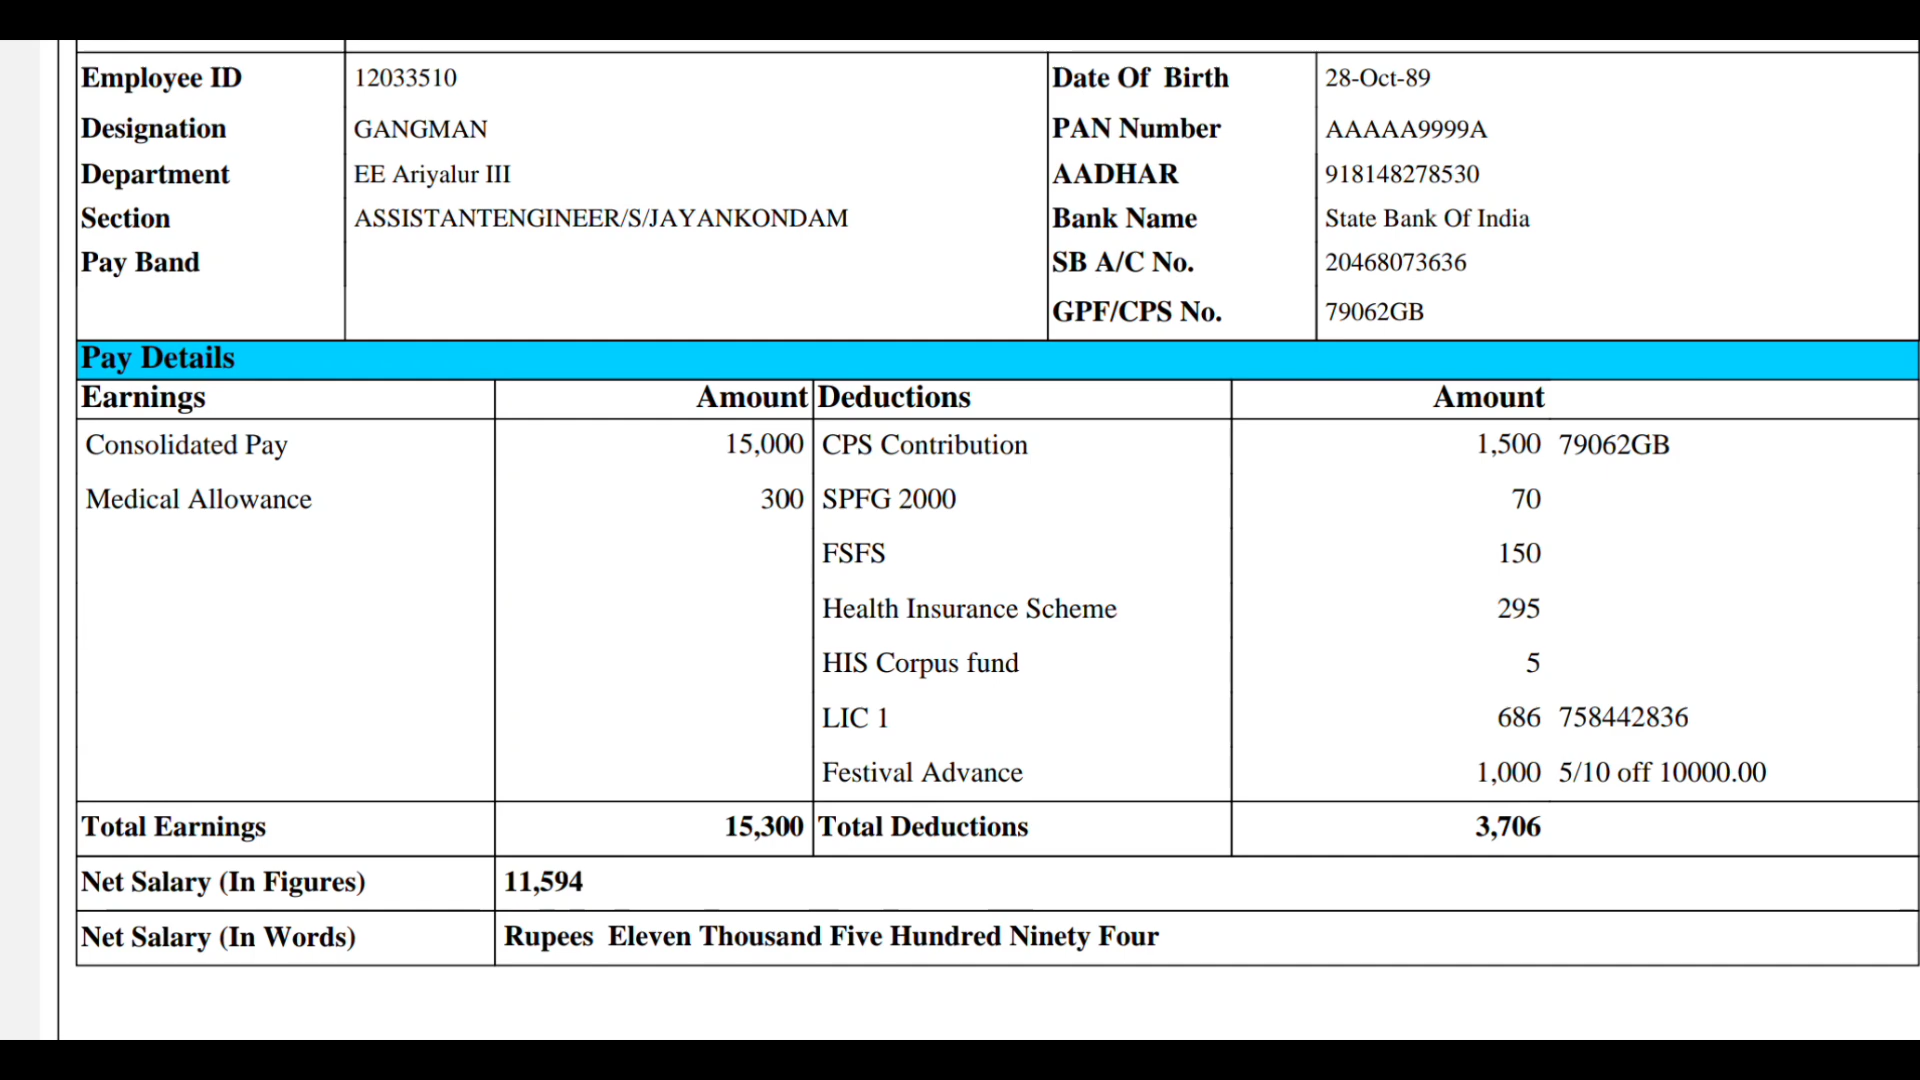 Employee ID 12033510 Date Of Birth 28-Oct-89
Designation GANGMAN PAN Number AAAAA9999A
Department EE Ariyalur III AADHAR 918148278530
Section ASSISTANTENGINEER/S/JAYANKONDAM Bank Name State Bank Of India
Pay Band SB A/C No. 20468073636
GPF/CPS No. 79062GB
Pay Details
Earnings Amount Deductions Amount
Consolidated Pay 15,000 CPS Contribution 1,500 79062GB
Medical Allowance 300 SPFG 2000 70
FSFS 150
Health Insurance Scheme 295
HIS Corpus fund 5
LIC 1 686 758442836
Festival Advance 1,000 5/10 off 10000.00
Total Earnings 15,300 Total Deductions 3,706
Net Salary (In Figures) 11,594
Net Salary (In Words) Rupees Eleven Thousand Five Hundred Ninety Four